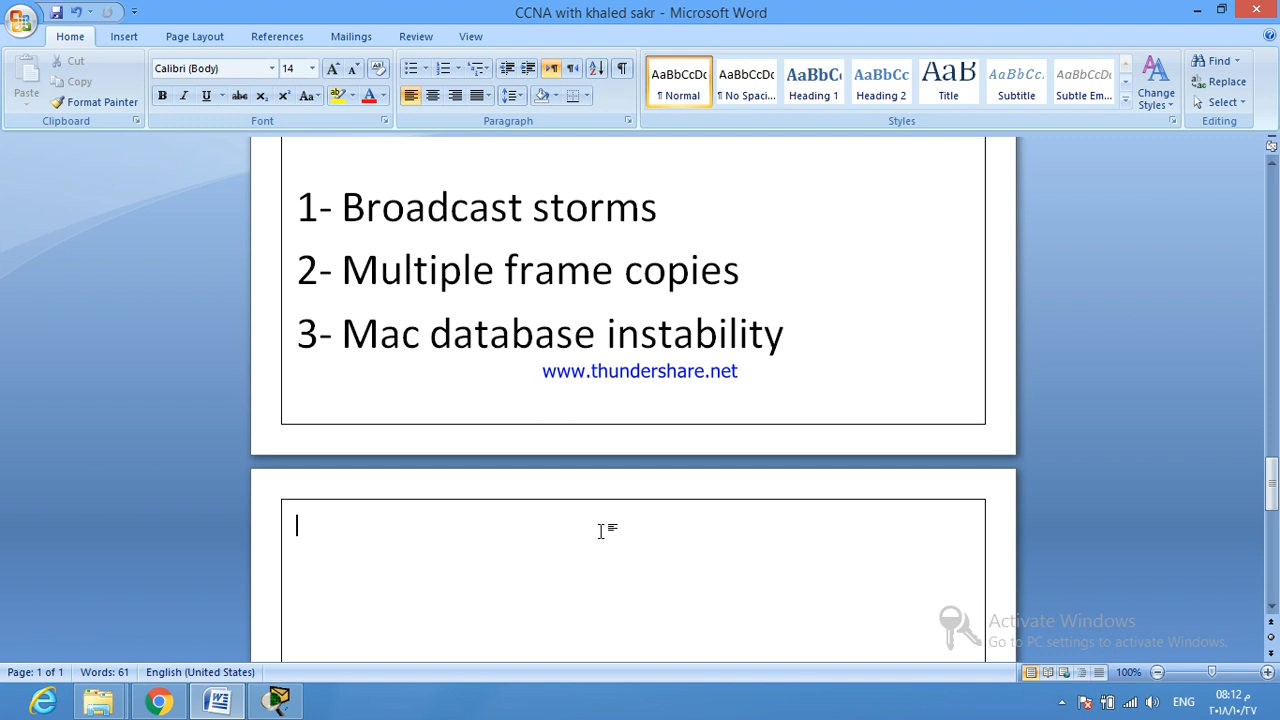 CCNA with khaled sakr - Microsoft Word
Home Insert Page Layout References Mailings Review View
Paste
Cut
Copy
Format Painter
Clipboard
Calibri (Body) 14
Font
Paragraph
AaBbCcDc AaBbCcDc AaBbC AaBbCc AaB AaBbCc. AaBbCcDc
¶ Normal ¶ No Spaci... Heading 1 Heading 2 Title Subtitle Subtle Em...
Change Styles
Styles
Find
Replace
Select
Editing
1- Broadcast storms
2- Multiple frame copies
3- Mac database instability
www.thundershare.net
Activate Windows
Go to PC settings to activate Windows.
Page: 1 of 1 Words: 61 English (United States) 100%
ENG
08:12 م
٢٠١٨/١٠/٢٧